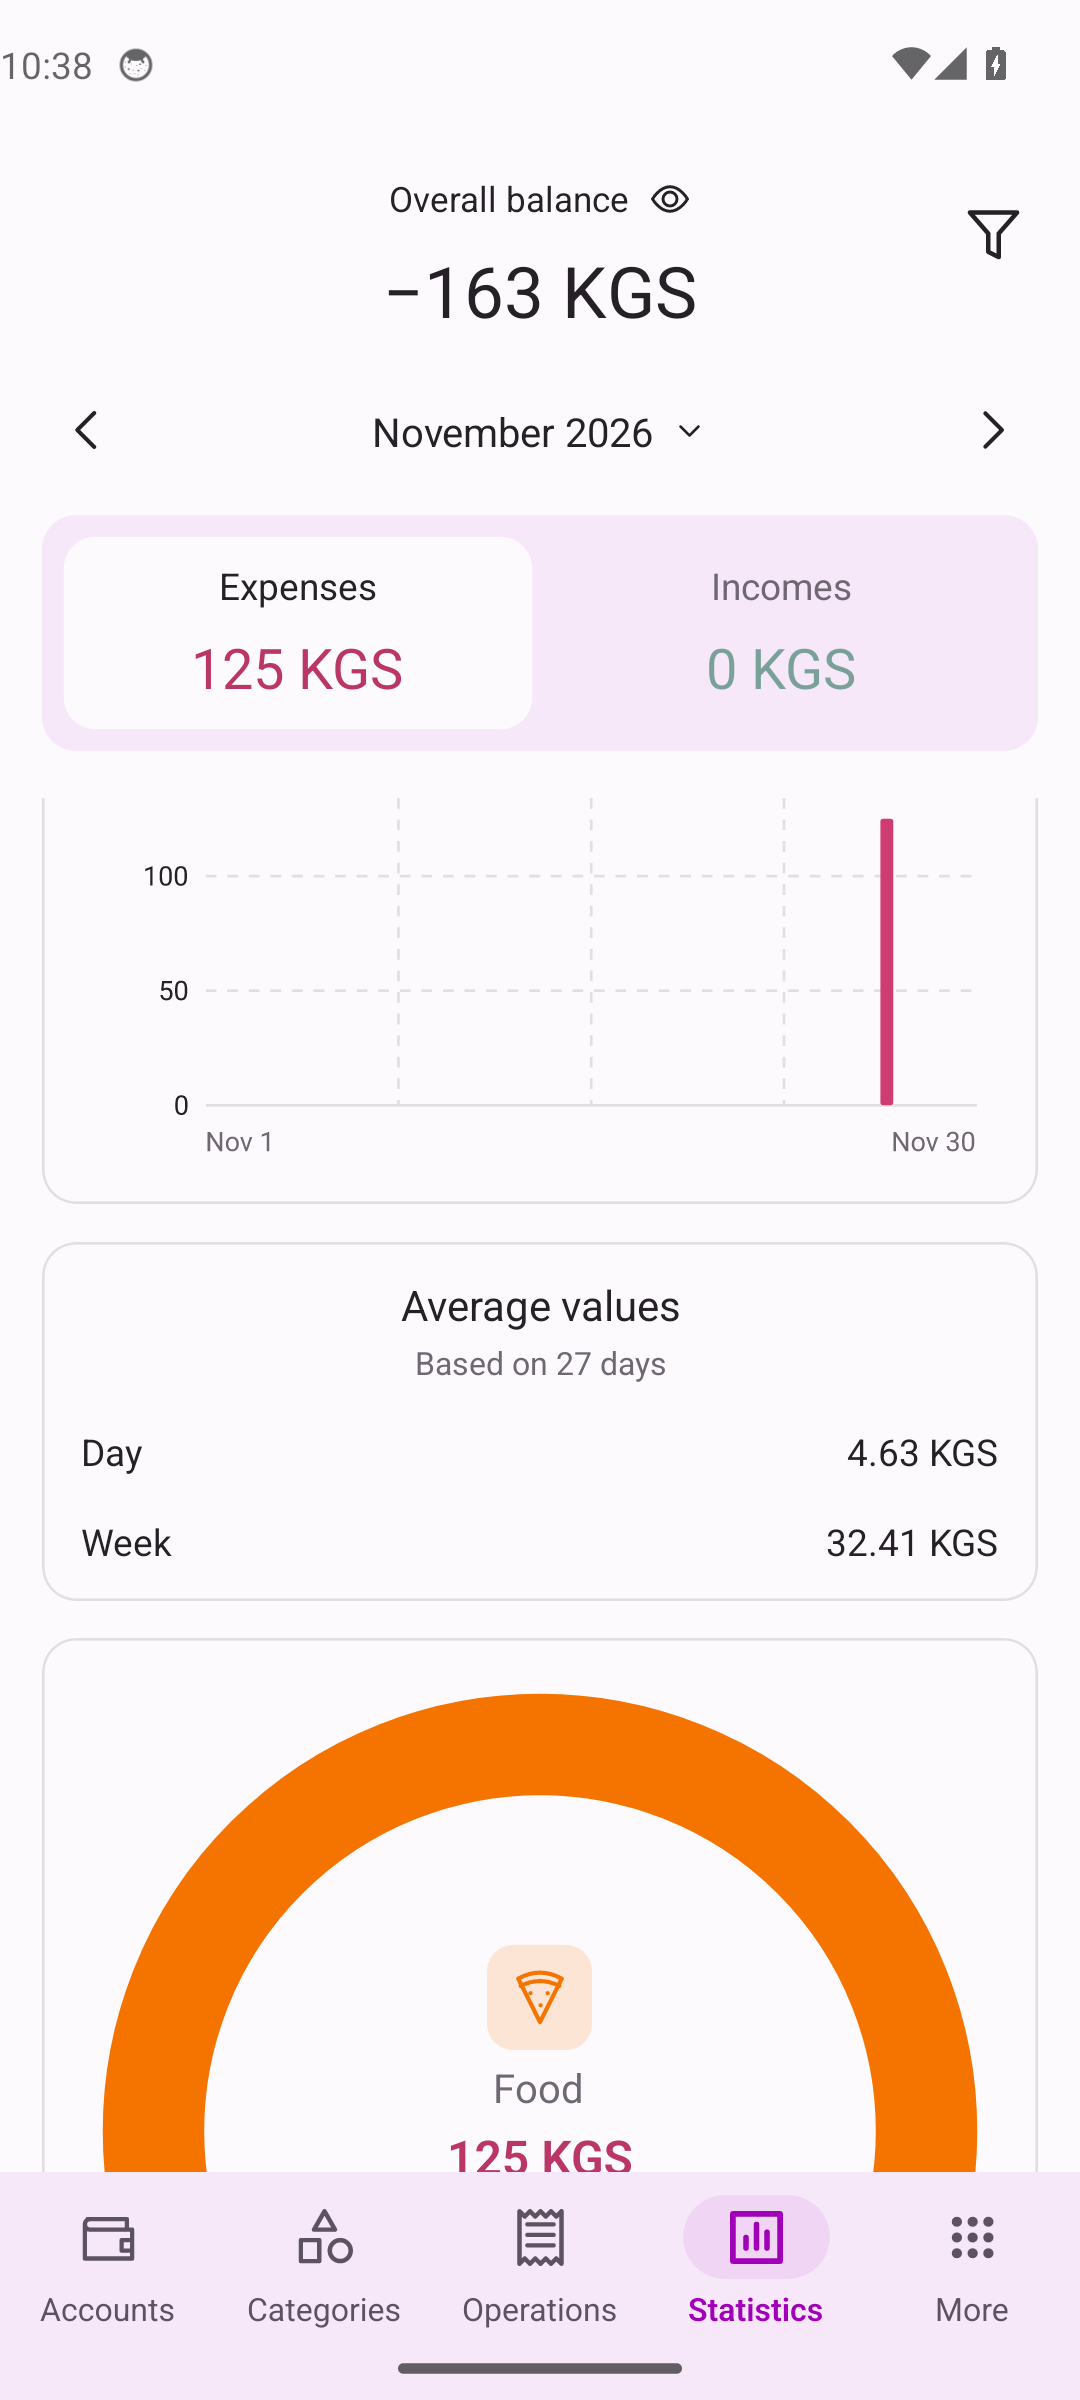 10:38
Overall balance
−163 KGS
November 2026
Expenses
Incomes
125 KGS
0 KGS
100
50
0
Nov 1
Nov 30
Average values
Based on 27 days
Day
4.63 KGS
Week
32.41 KGS
Food
125 KGS
Accounts
Categories
Operations
Statistics
More